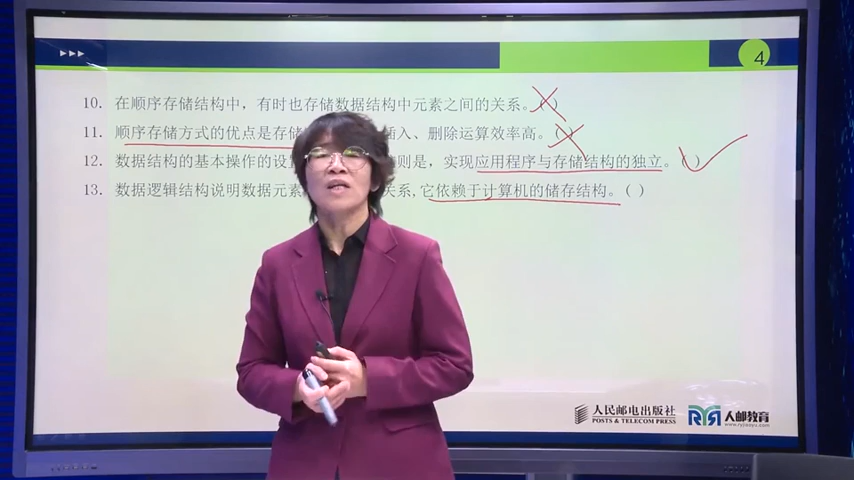 4
10. 在顺序存储结构中，有时也存储数据结构中元素之间的关系。( )
11. 顺序存储方式的优点是存储 插入、删除运算效率高。( )
12. 数据结构的基本操作的设 则是，实现应用程序与存储结构的独立。( )
13. 数据逻辑结构说明数据元素 关系,它依赖于计算机的储存结构。( )
人民邮电出版社
POSTS & TELECOM PRESS
人邮教育
www.ryjiaoyu.com